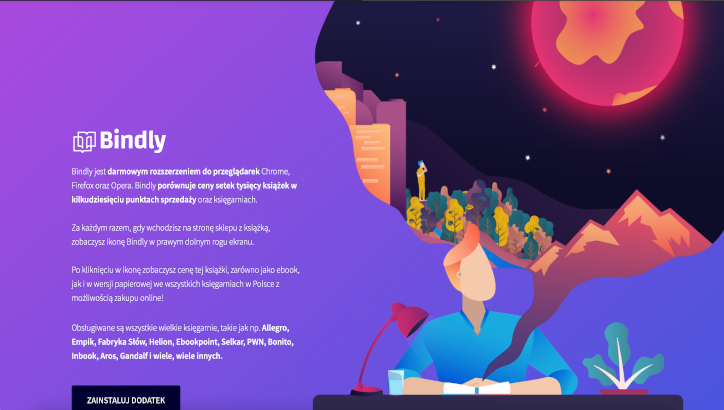 Bindly
Bindly jest darmowym rozszerzeniem do przeglądarek Chrome,
Firefox oraz Opera. Bindly porównuje ceny setek tysięcy książek w
kilkudziesięciu punktach sprzedaży oraz księgarniach.
Za każdym razem, gdy wchodzisz na stronę sklepu z książką,
zobaczysz ikonę Bindly w prawym dolnym rogu ekranu.
Po kliknięciu w ikonę zobaczysz cenę tej książki, zarówno jako ebook,
jak i w wersji papierowej we wszystkich księgarniach w Polsce z
możliwością zakupu online!
Obsługiwane są wszystkie wielkie księgarnie, takie jak np. Allegro,
Empik, Fabryka Słów, Helion, Ebookpoint, Selkar, PWN, Bonito,
Inbook, Aros, Gandalf i wiele, wiele innych.
ZAINSTALUJ DODATEK